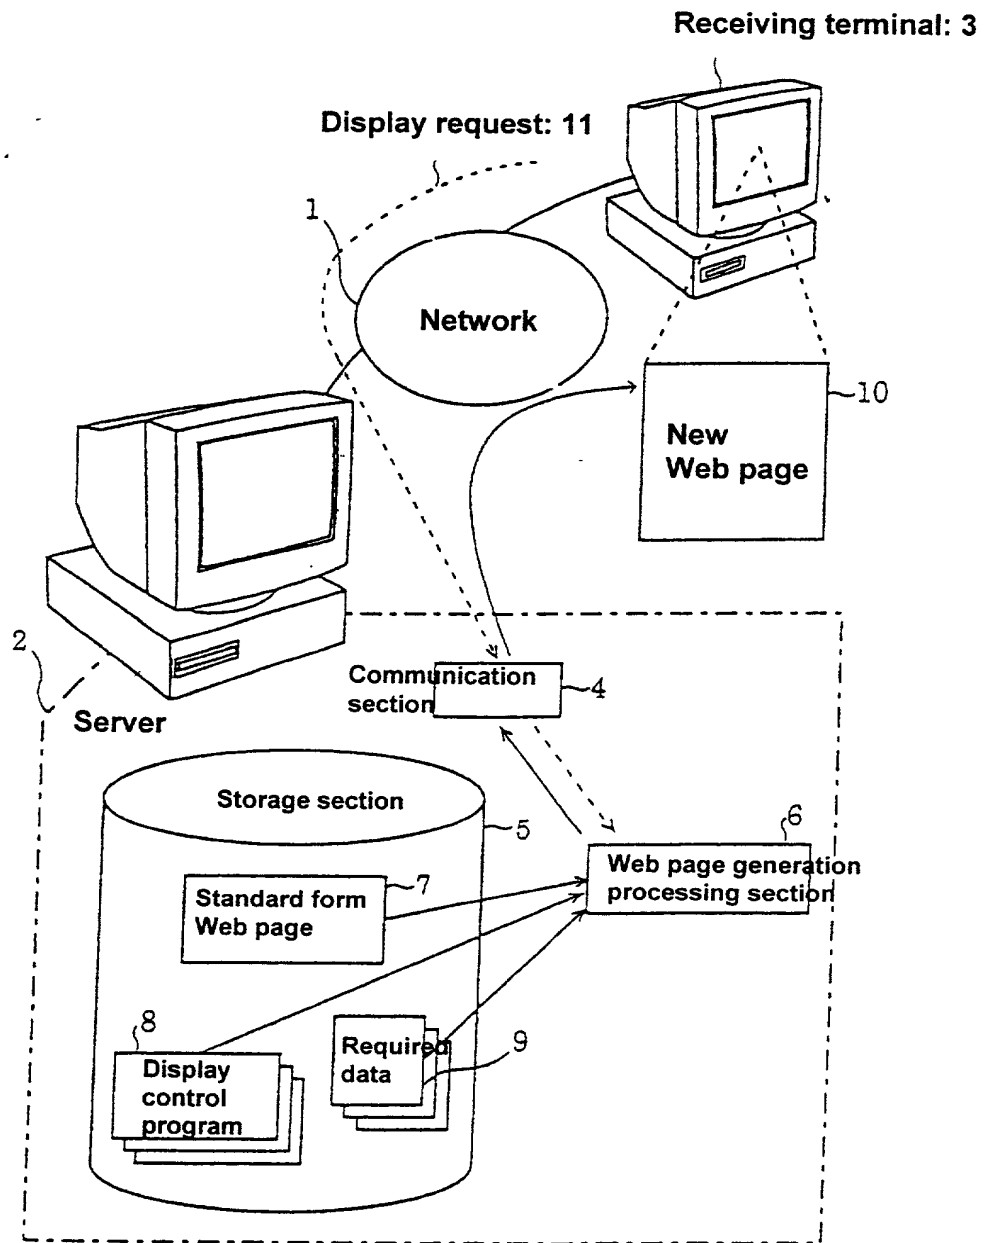 Receiving terminal: 3
Display request: 11
1
Network
10
New
Web page
2
Communication
section
4
Server
Storage section
5
6
Web page generation
processing section
7
Standard form
Web page
8
Display
control
program
Required
data
9